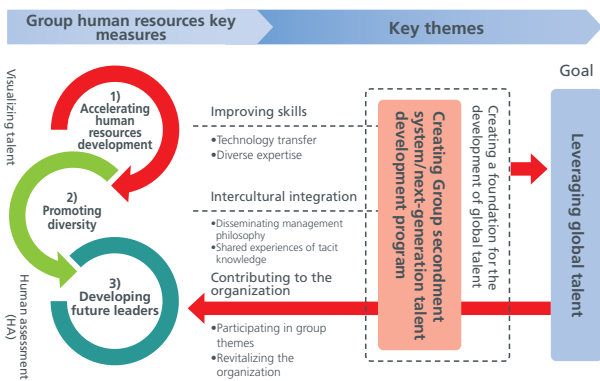 Group human resources key
measures
Key themes
Goal
Visualizing talent
1)
Accelerating
human
resources
development
2)
Promoting
diversity
3)
Developing
future leaders
Human assessment
(HA)
Improving skills
•Technology transfer
•Diverse expertise
Intercultural integration
•Disseminating management
philosophy
•Shared experiences of tacit
knowledge
Contributing to the
organization
•Participating in group
themes
•Revitalizing the
organization
Creating Group secondment
system/next-generation talent
development program
Creating a foundation for the
development of global talent
Leveraging global talent